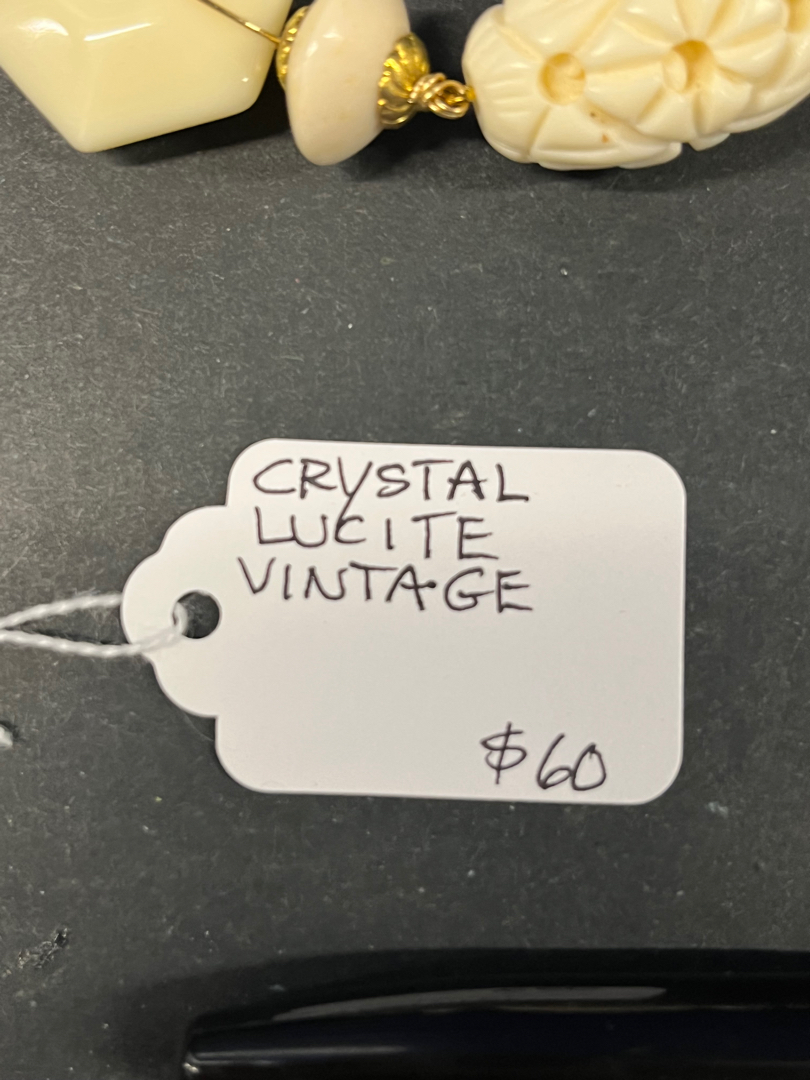 CRYSTAL
LUCITE
VINTAGE
$60